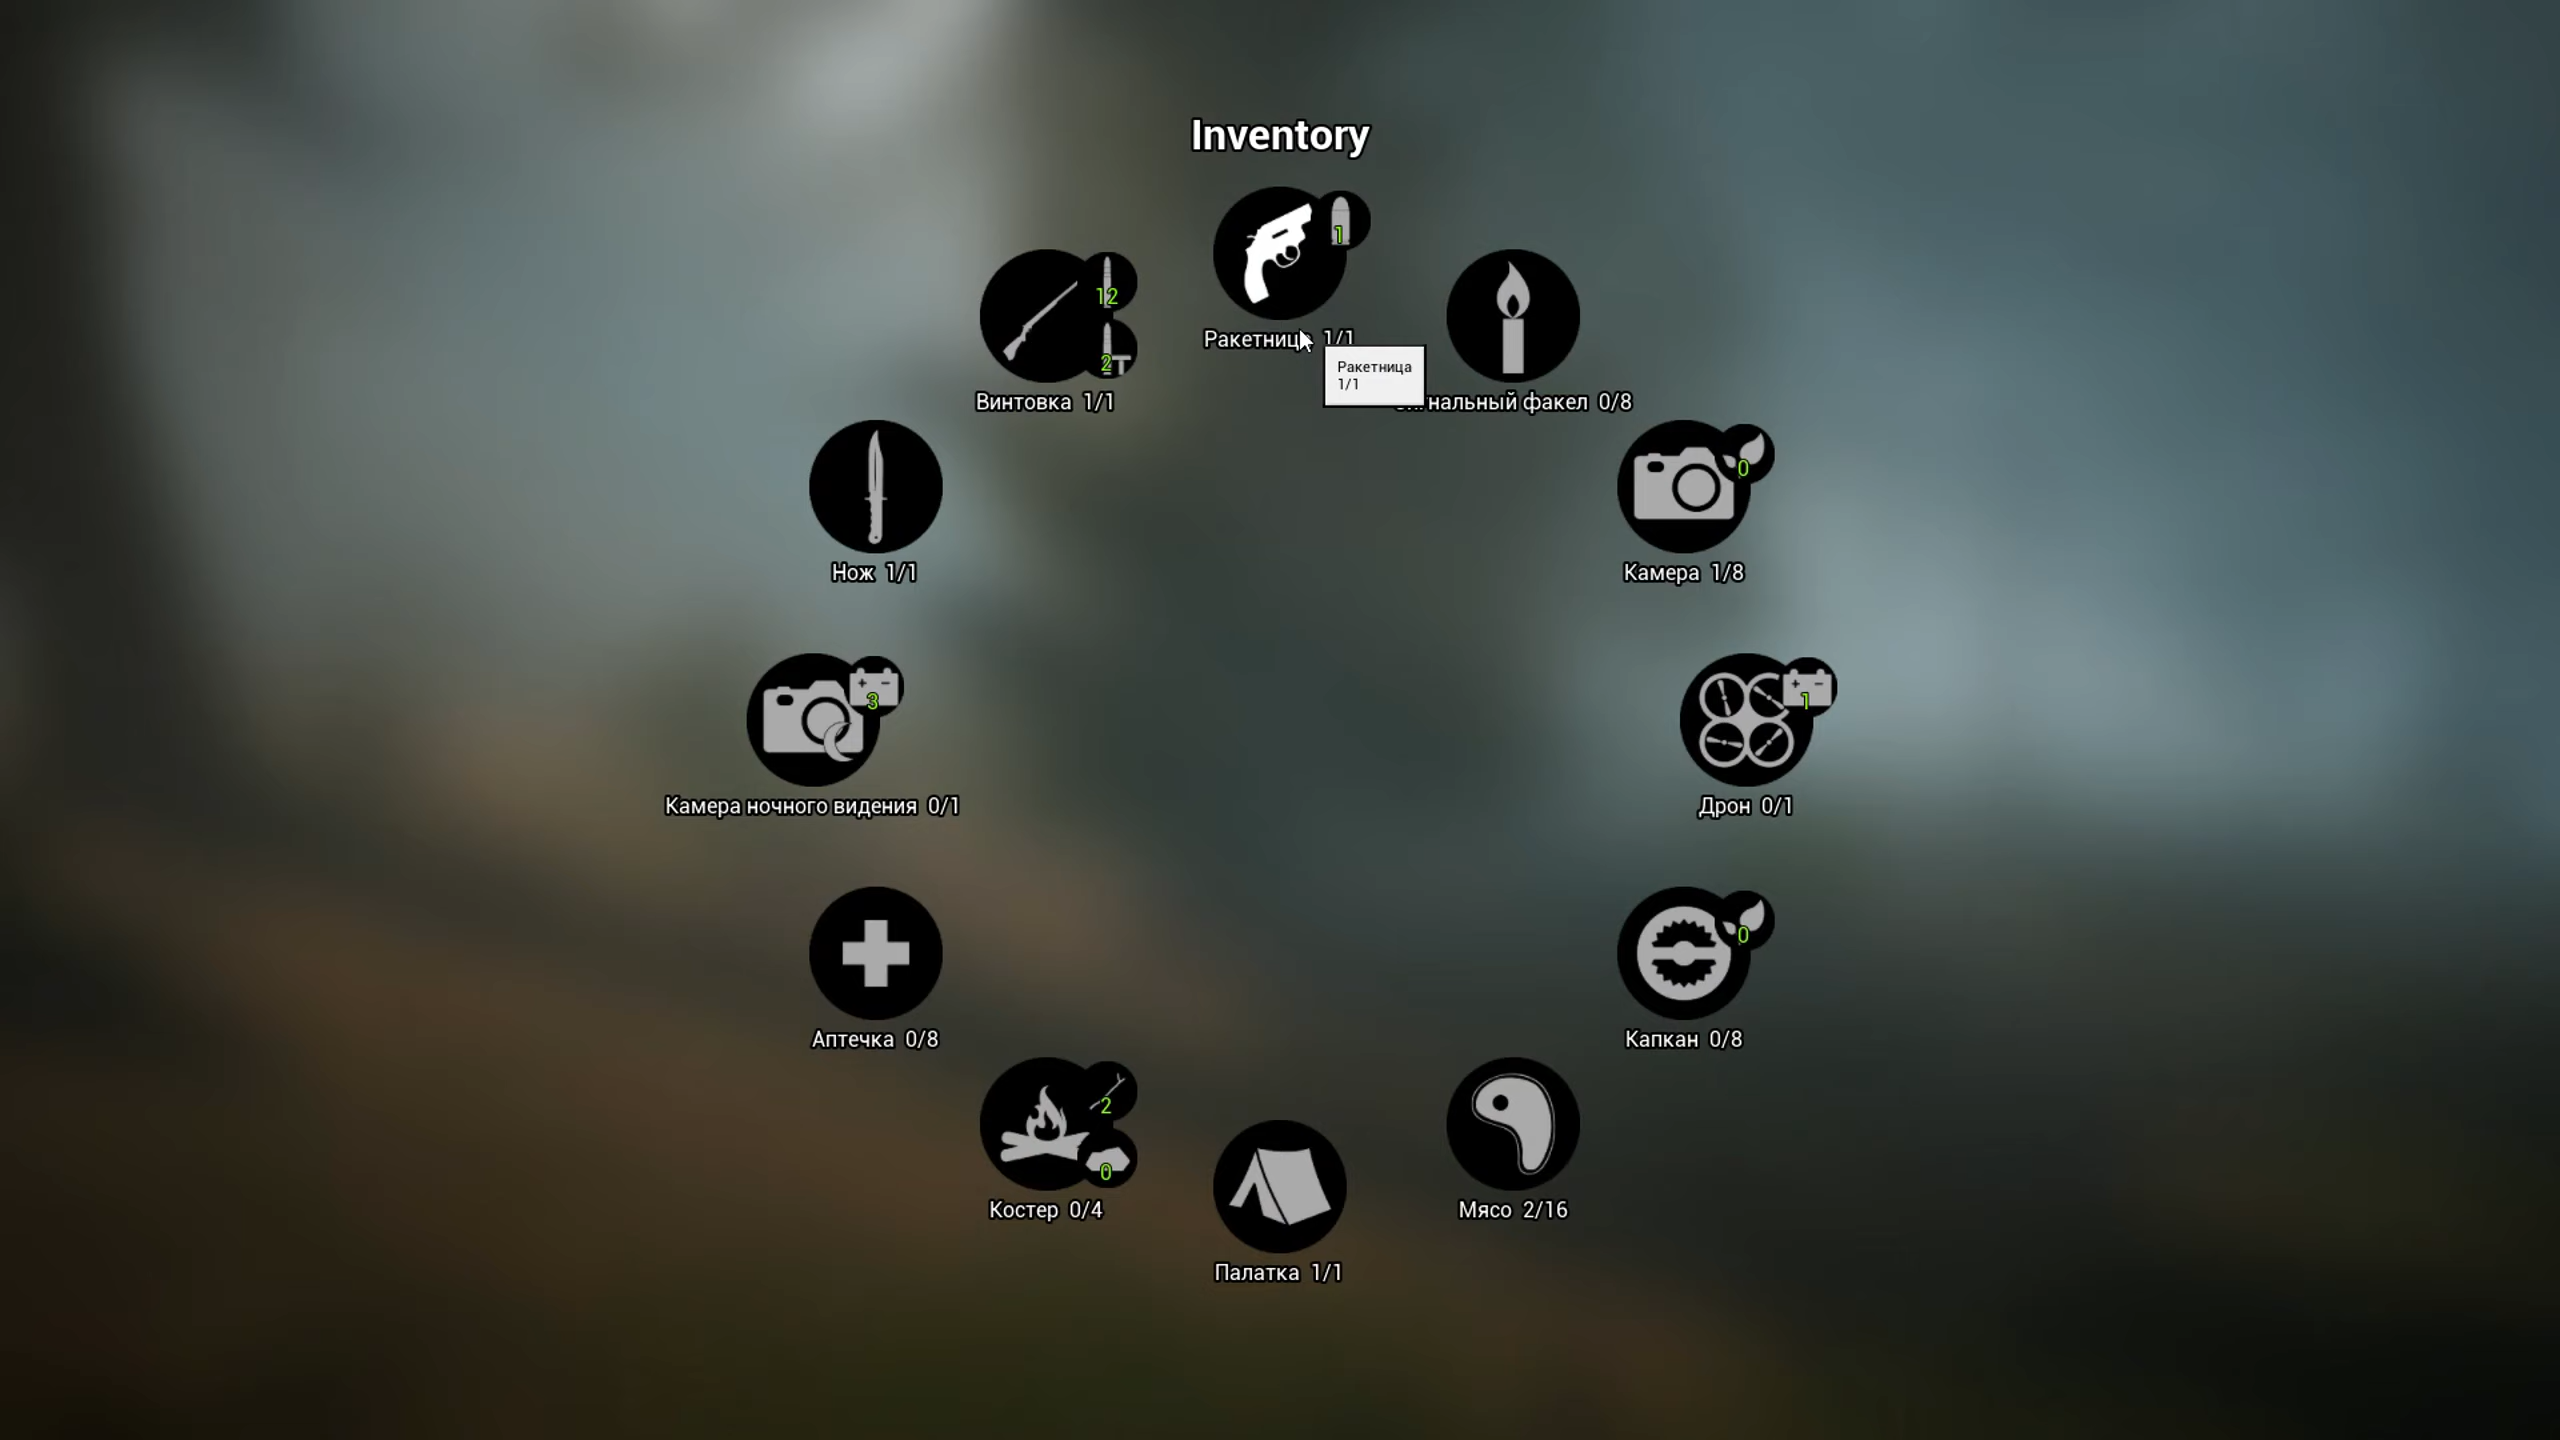 Inventory
1
Ракетница 1/1
Ракетница
1/1
12
2 T
Винтовка 1/1
нальный факел 0/8
0
Нож 1/1
Камера 1/8
3
Камера ночного видения 0/1
1
Дрон 0/1
Аптечка 0/8
0
Капкан 0/8
2
0
Костер 0/4
Мясо 2/16
Палатка 1/1